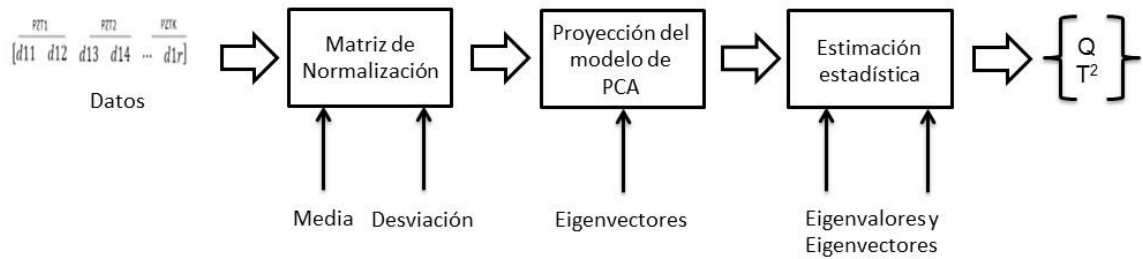 PZT1 PZT2 PZTK
[d11 d12 d13 d14 ... d1r]
Datos
Matriz de
Normalización
Proyección del
modelo de
PCA
Estimación
estadística
Q
T²
Media
Desviación
Eigenvectores
Eigenvalores y
Eigenvectores